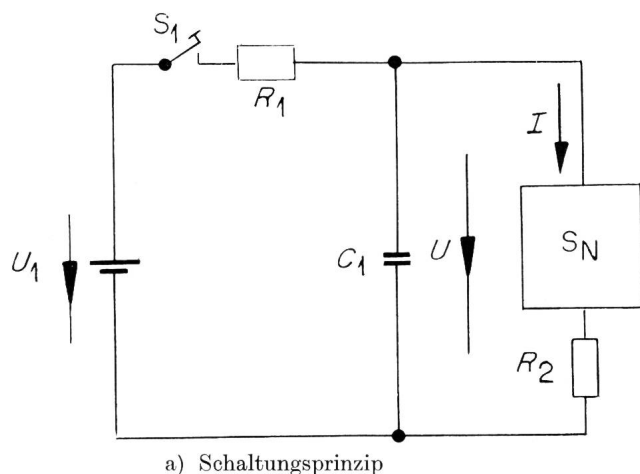 S1
R1
I
U1
C1
U
SN
R2
a) Schaltungsprinzip